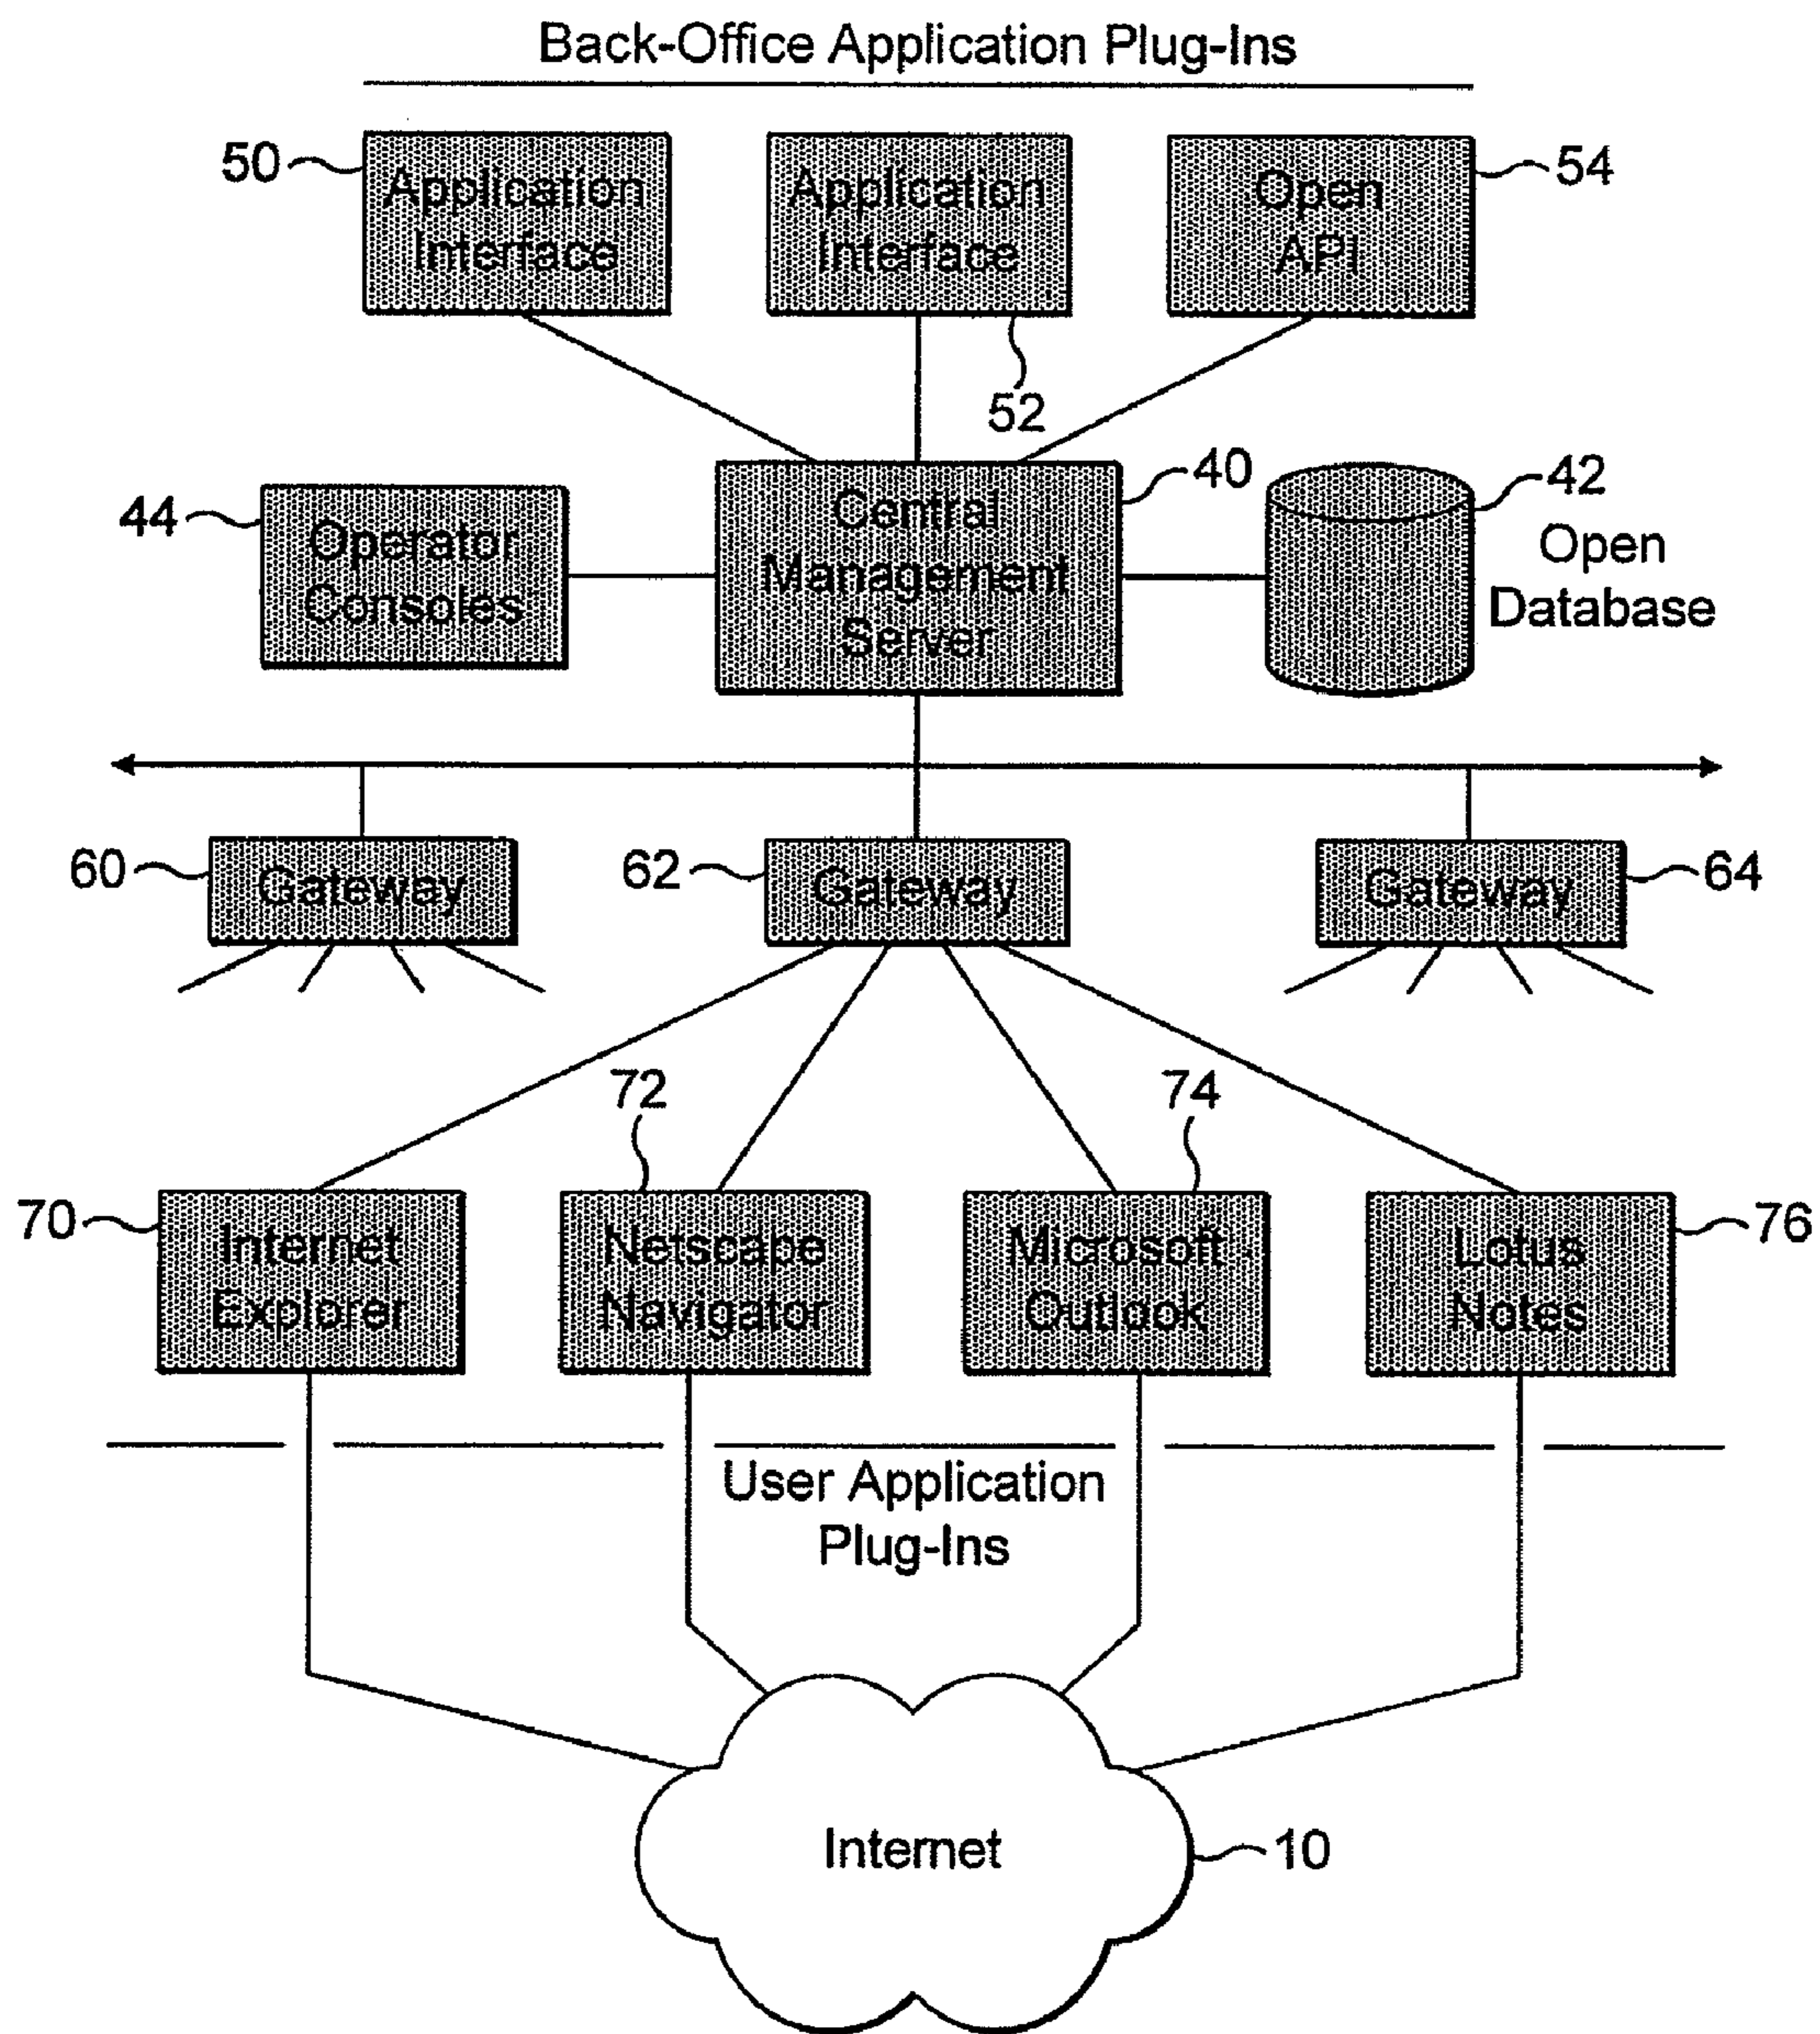 Back-Office Application Plug-Ins
50
Application
Interface
Application
Interface
52
Open
API
54
44
Operator
Consoles
Central
Management
Server
40
42
Open
Database
60
Gateway
62
Gateway
Gateway
64
72
74
70
Internet
Explorer
Netscape
Navigator
Microsoft
Outlook
Lotus
Notes
76
User Application
Plug-Ins
Internet
10